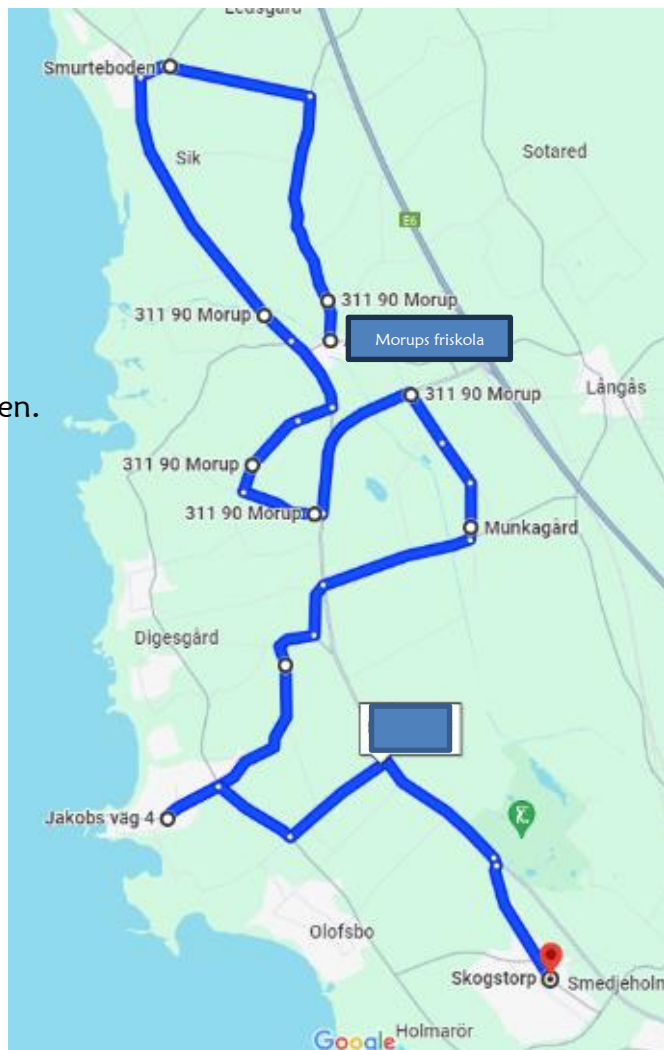 Smurteboden
Sik
Sotared
E6
311 90 Morup
311 90 Morup
Morups friskola
Långås
311 90 Morup
en.
311 90 Morup
311 90 Morup
Munkagård
Digesgård
Jakobs väg 4
Olofsbo
Skogstorp
Smedjeholm
Google
Holmarör